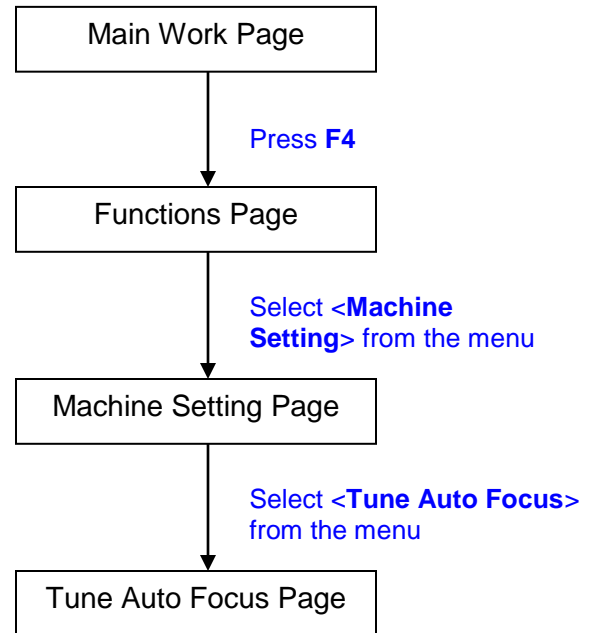 Main Work Page
Press F4
Functions Page
Select <Machine
Setting> from the menu
Machine Setting Page
Select <Tune Auto Focus>
from the menu
Tune Auto Focus Page